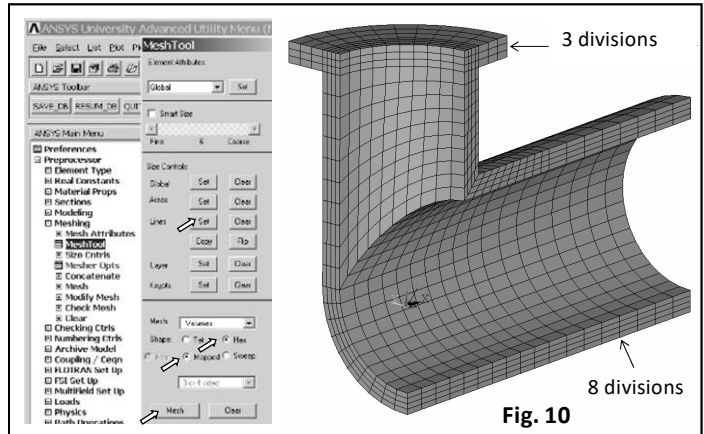 ANSYS University Advanced Utility Menu (
File Select List Plot Pl
MeshTool
Element Attributes:
Global Set
ANSYS Toolbar
SAVE_DB RESUM_DB QUIT
Smart Size
Fine 6 Coarse
ANSYS Main Menu
Preferences
Preprocessor
Element Type
Real Constants
Material Props
Sections
Modeling
Meshing
Mesh Attributes
MeshTool
Size Cntrls
Mesher Opts
Concatenate
Mesh
Modify Mesh
Check Mesh
Clear
Checking Ctrls
Numbering Ctrls
Archive Model
Coupling / Ceqn
FLOTRAN Set Up
FSI Set Up
MultiField Set Up
Loads
Physics
Path Operations
Size Controls:
Global Set Clear
Areas Set Clear
Lines Set Clear
Copy Flip
Layer Set Clear
Keypts Set Clear
Mesh: Volumes
Shape: Tet Hex
Free Mapped Sweep
3 or 4 sided
Mesh Clear
3 divisions
X
8 divisions
Fig. 10